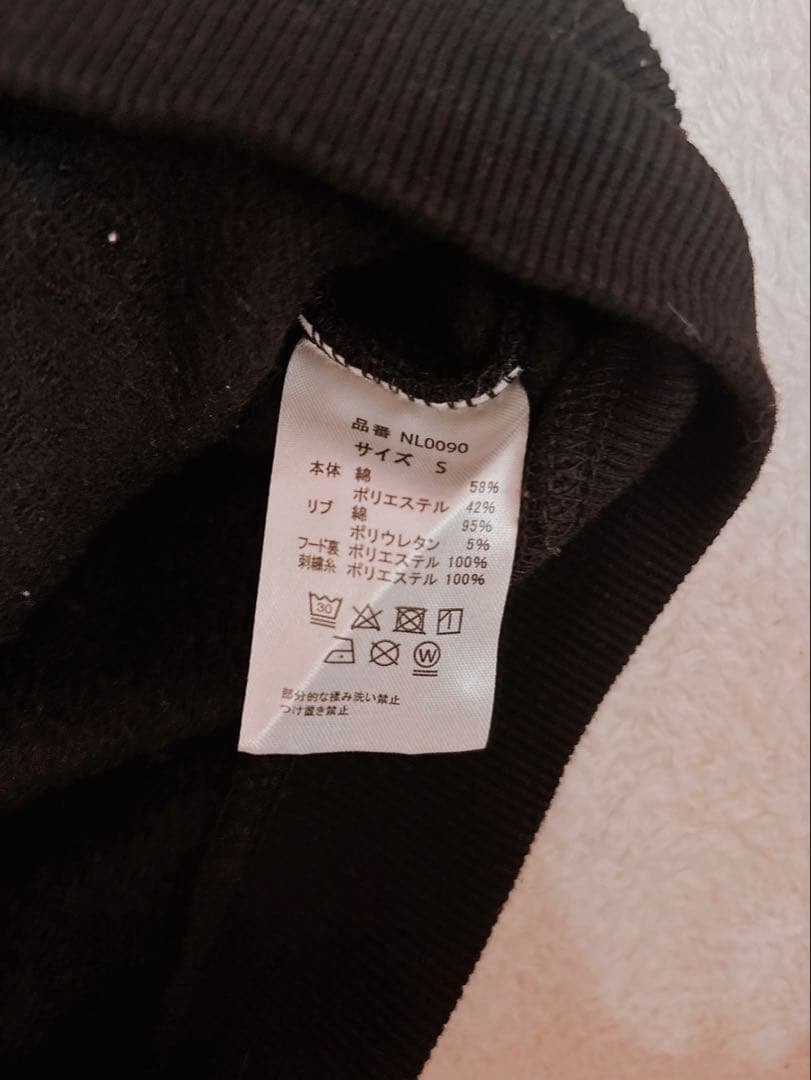 品番 NL0090
サイズ S
本体 綿 58%
ポリエステル 42%
リブ 綿 95%
ポリウレタン 5%
フード裏 ポリエステル 100%
刺繍糸 ポリエステル 100%
30
W
部分的な揉み洗い禁止
つけ置き禁止